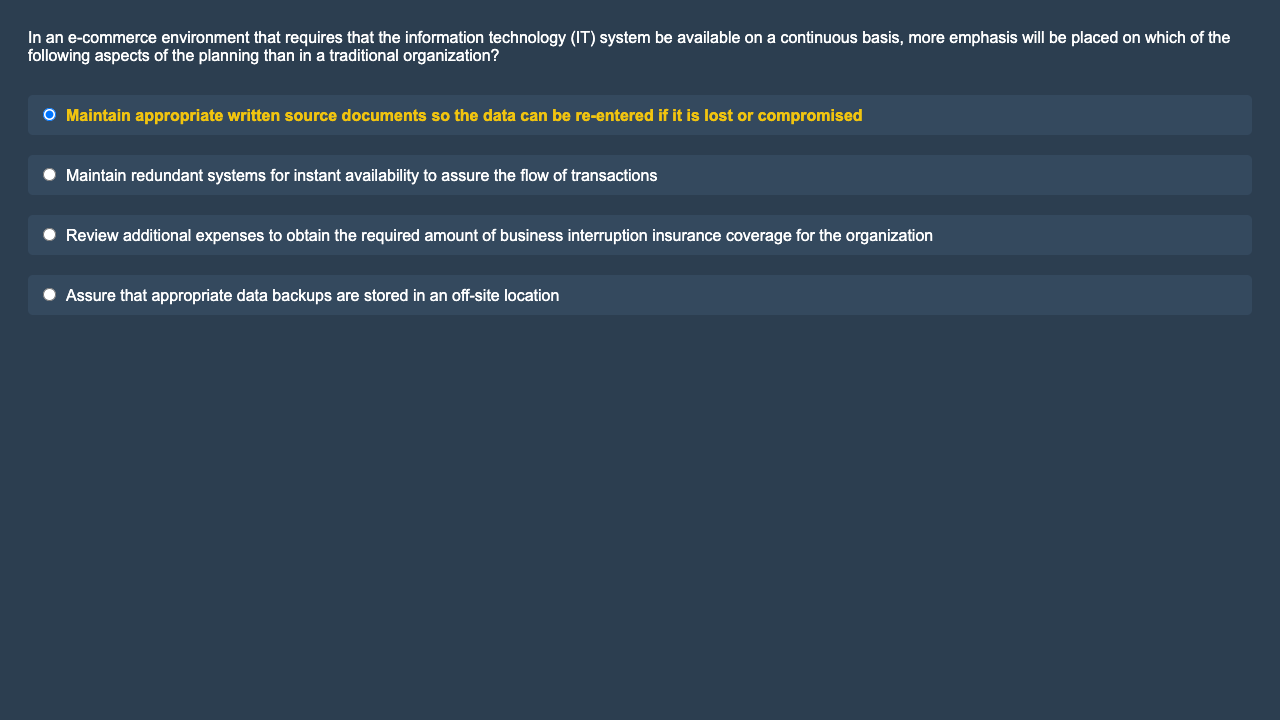 In an e-commerce environment that requires that the information technology (IT) system be available on a continuous basis, more emphasis will be placed on which of the
following aspects of the planning than in a traditional organization?
Maintain appropriate written source documents so the data can be re-entered if it is lost or compromised
Maintain redundant systems for instant availability to assure the flow of transactions
Review additional expenses to obtain the required amount of business interruption insurance coverage for the organization
Assure that appropriate data backups are stored in an off-site location